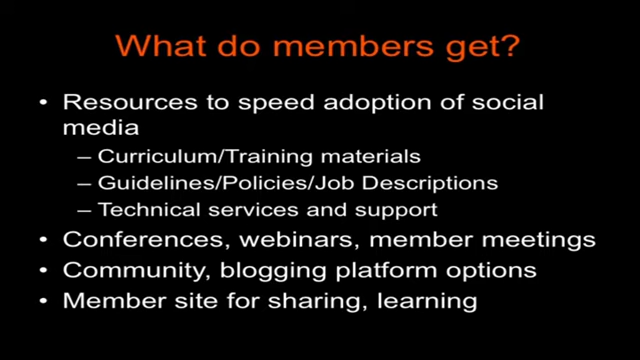 What do members get?
• Resources to speed adoption of social
media
– Curriculum/Training materials
– Guidelines/Policies/Job Descriptions
– Technical services and support
• Conferences, webinars, member meetings
• Community, blogging platform options
• Member site for sharing, learning